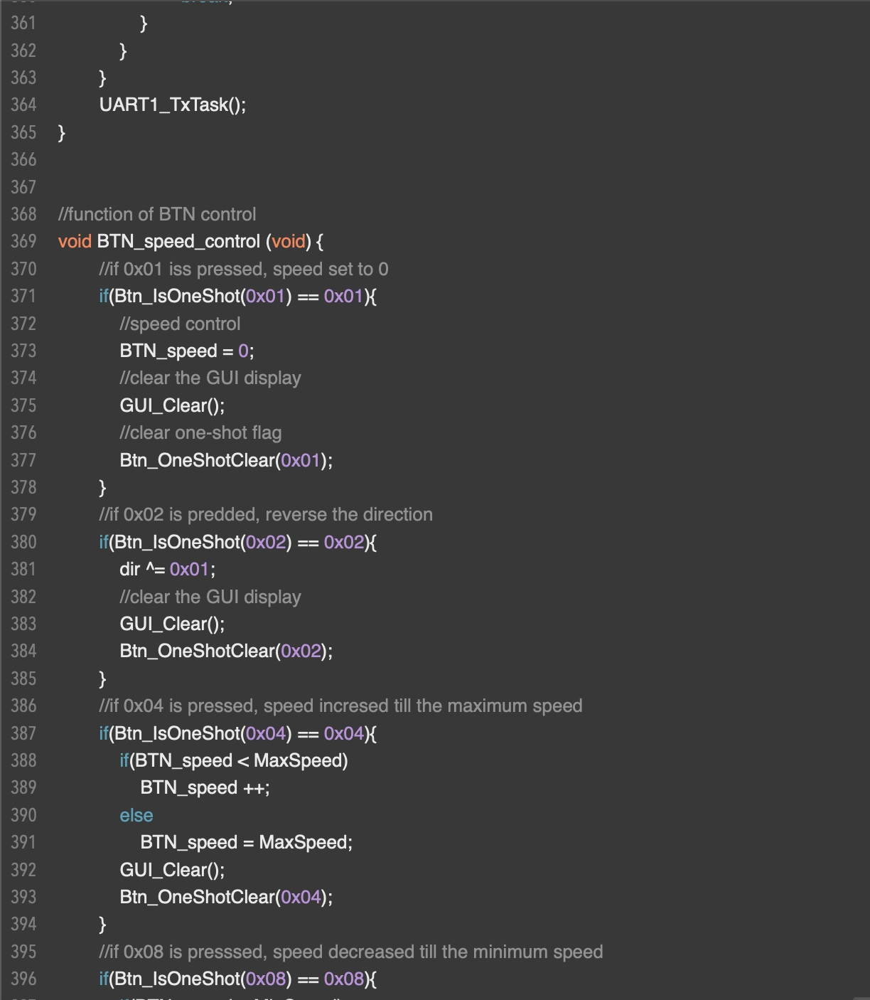 361 }
362 }
363 }
364 UART1_TxTask();
365 }
366
367
368 //function of BTN control
369 void BTN_speed_control (void) {
370 //if 0x01 iss pressed, speed set to 0
371 if(Btn_IsOneShot(0x01) == 0x01){
372 //speed control
373 BTN_speed = 0;
374 //clear the GUI display
375 GUI_Clear();
376 //clear one-shot flag
377 Btn_OneShotClear(0x01);
378 }
379 //if 0x02 is predded, reverse the direction
380 if(Btn_IsOneShot(0x02) == 0x02){
381 dir ^= 0x01;
382 //clear the GUI display
383 GUI_Clear();
384 Btn_OneShotClear(0x02);
385 }
386 //if 0x04 is pressed, speed incresed till the maximum speed
387 if(Btn_IsOneShot(0x04) == 0x04){
388 if(BTN_speed < MaxSpeed)
389 BTN_speed ++;
390 else
391 BTN_speed = MaxSpeed;
392 GUI_Clear();
393 Btn_OneShotClear(0x04);
394 }
395 //if 0x08 is presssed, speed decreased till the minimum speed
396 if(Btn_IsOneShot(0x08) == 0x08){